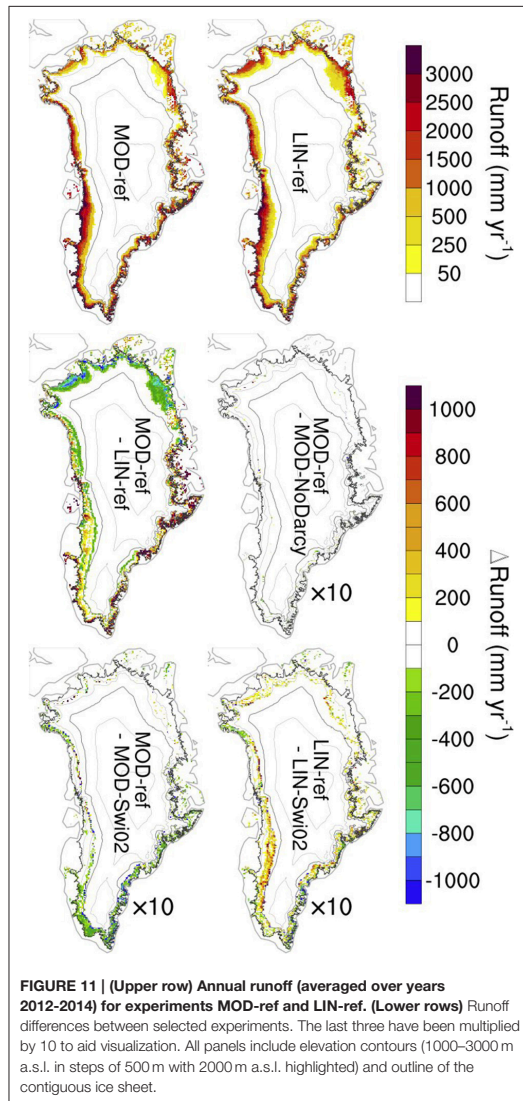 MOD-ref
LIN-ref
3000
2500
2000
1500
1000
500
250
50
Runoff (mm yr⁻¹)
MOD-ref
- LIN-ref
MOD-ref
- MOD-NoDarcy
×10
MOD-ref
- MOD-Swi02
×10
LIN-ref
- LIN-Swi02
×10
1000
800
600
400
200
0
-200
-400
-600
-800
-1000
△Runoff (mm yr⁻¹)
FIGURE 11 | (Upper row) Annual runoff (averaged over years
2012-2014) for experiments MOD-ref and LIN-ref. (Lower rows) Runoff
differences between selected experiments. The last three have been multiplied
by 10 to aid visualization. All panels include elevation contours (1000–3000 m
a.s.l. in steps of 500 m with 2000 m a.s.l. highlighted) and outline of the
contiguous ice sheet.